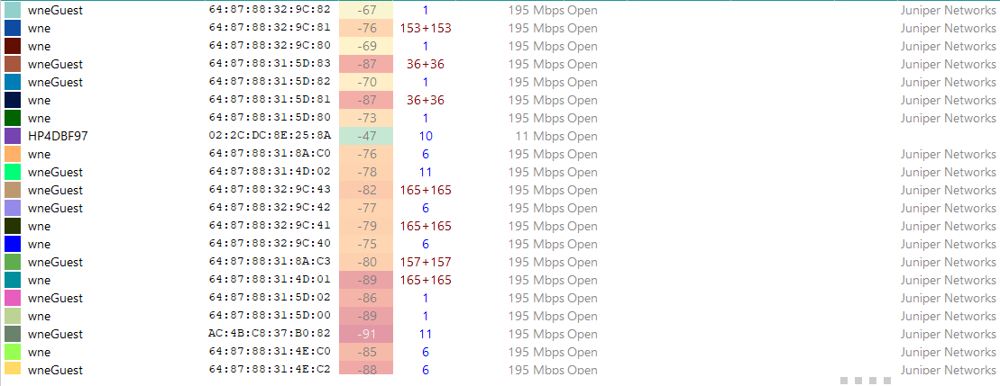 wneGuest 64:87:88:32:9C:82 -67 1 195 Mbps Open Juniper Networks
wne 64:87:88:32:9C:81 -76 153+153 195 Mbps Open Juniper Networks
wne 64:87:88:32:9C:80 -69 1 195 Mbps Open Juniper Networks
wneGuest 64:87:88:31:5D:83 -87 36+36 195 Mbps Open Juniper Networks
wneGuest 64:87:88:31:5D:82 -70 1 195 Mbps Open Juniper Networks
wne 64:87:88:31:5D:81 -87 36+36 195 Mbps Open Juniper Networks
wne 64:87:88:31:5D:80 -73 1 195 Mbps Open Juniper Networks
HP4DBF97 02:2C:DC:8E:25:8A -47 10 11 Mbps Open
wne 64:87:88:31:8A:C0 -76 6 195 Mbps Open Juniper Networks
wneGuest 64:87:88:31:4D:02 -78 11 195 Mbps Open Juniper Networks
wneGuest 64:87:88:32:9C:43 -82 165+165 195 Mbps Open Juniper Networks
wneGuest 64:87:88:32:9C:42 -77 6 195 Mbps Open Juniper Networks
wne 64:87:88:32:9C:41 -79 165+165 195 Mbps Open Juniper Networks
wne 64:87:88:32:9C:40 -75 6 195 Mbps Open Juniper Networks
wneGuest 64:87:88:31:8A:C3 -80 157+157 195 Mbps Open Juniper Networks
wne 64:87:88:31:4D:01 -89 165+165 195 Mbps Open Juniper Networks
wneGuest 64:87:88:31:5D:02 -86 1 195 Mbps Open Juniper Networks
wne 64:87:88:31:5D:00 -89 1 195 Mbps Open Juniper Networks
wneGuest AC:4B:C8:37:B0:82 -91 11 195 Mbps Open Juniper Networks
wne 64:87:88:31:4E:C0 -85 6 195 Mbps Open Juniper Networks
wneGuest 64:87:88:31:4E:C2 -88 6 195 Mbps Open Juniper Networks